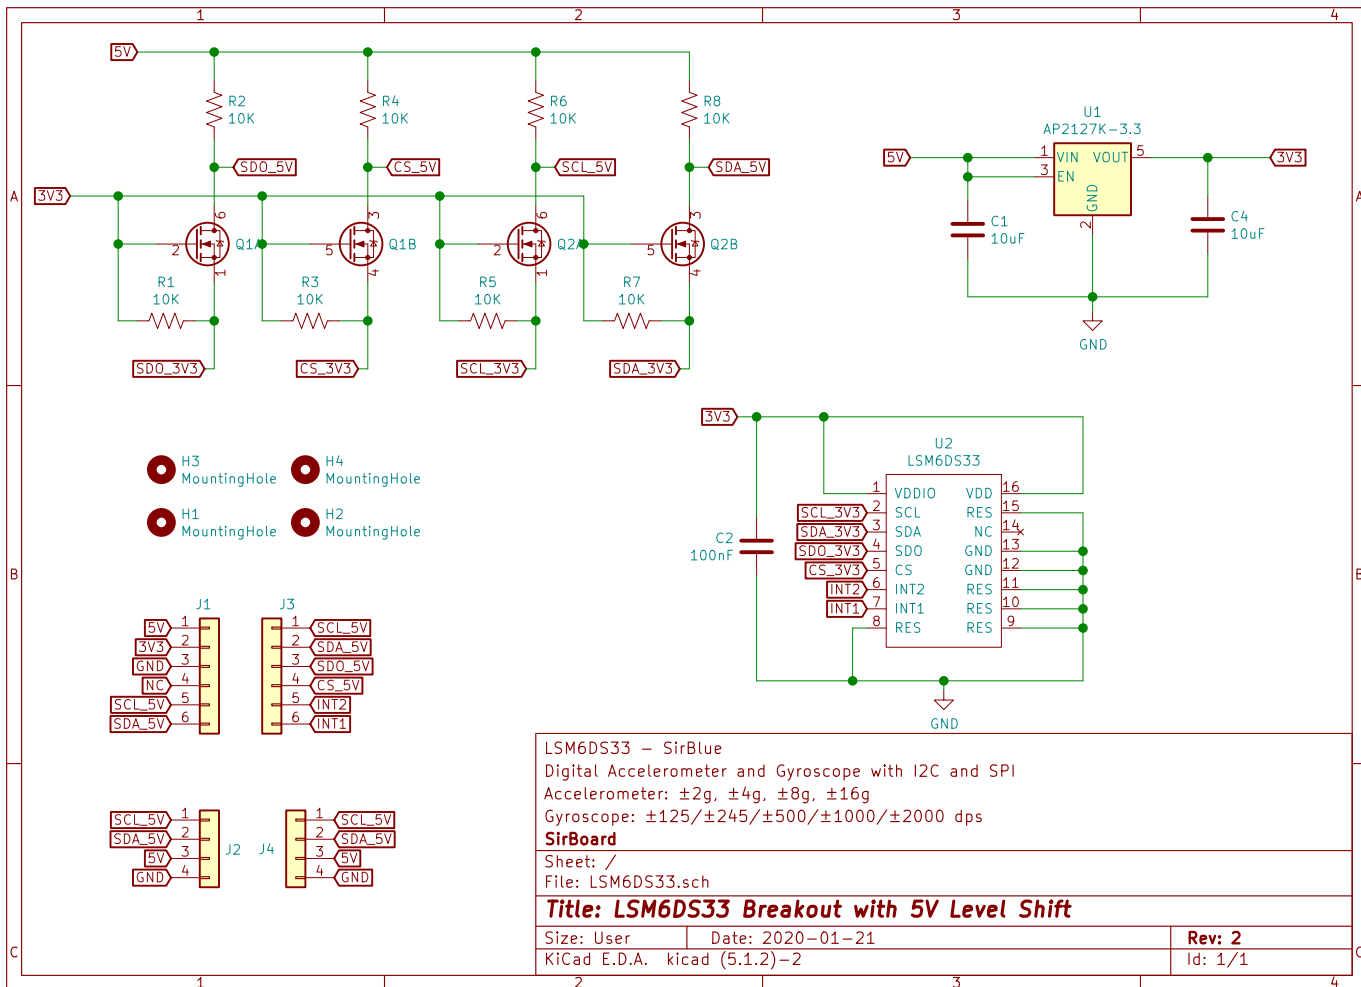 1 2 3 4
5V
R2 R4 R6 R8
10K 10K 10K 10K
U1
AP2127K-3.3
5V 1 VIN VOUT 5 3V3
3 EN
GND
2
SDO_5V CS_5V SCL_5V SDA_5V
A 3V3 A
6 3 6 3
2 Q1A 5 Q1B 2 Q2A 5 Q2B
1 4 1 4
C1 C4
10uF 10uF
R1 R3 R5 R7
10K 10K 10K 10K
GND
SDO_3V3 CS_3V3 SCL_3V3 SDA_3V3
3V3
U2
LSM6DS33
H3 H4
MountingHole MountingHole
H1 H2
MountingHole MountingHole
1 VDDIO VDD 16
SCL_3V3 2 SCL RES 15
SDA_3V3 3 SDA NC 14
SDO_3V3 4 SDO GND 13
CS_3V3 5 CS GND 12
INT2 6 INT2 RES 11
INT1 7 INT1 RES 10
8 RES RES 9
C2
100nF
B B
GND
J1 J3
5V 1 1 SCL_5V
3V3 2 2 SDA_5V
GND 3 3 SDO_5V
NC 4 4 CS_5V
SCL_5V 5 5 INT2
SDA_5V 6 6 INT1
SCL_5V 1 1 SCL_5V
SDA_5V 2 2 SDA_5V
J2 J4
5V 3 3 5V
GND 4 4 GND
LSM6DS33 – SirBlue
Digital Accelerometer and Gyroscope with I2C and SPI
Accelerometer: ±2g, ±4g, ±8g, ±16g
Gyroscope: ±125/±245/±500/±1000/±2000 dps
SirBoard
Sheet: /
File: LSM6DS33.sch
Title: LSM6DS33 Breakout with 5V Level Shift
Size: User Date: 2020-01-21 Rev: 2
KiCad E.D.A. kicad (5.1.2)-2 Id: 1/1
C C
1 2 3 4